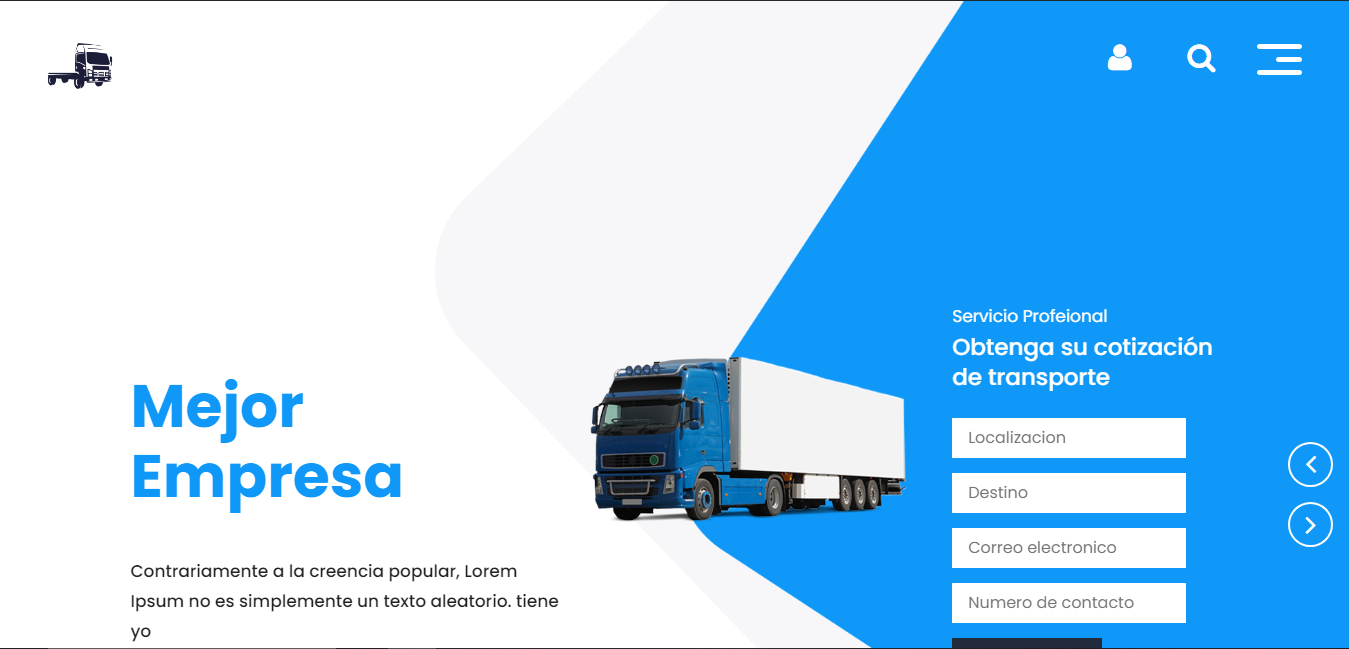 Servicio Profeional
Obtenga su cotización
de transporte
Mejor
Empresa
Localizacion
Destino
Correo electronico
Numero de contacto
Contrariamente a la creencia popular, Lorem
Ipsum no es simplemente un texto aleatorio. tiene
yo